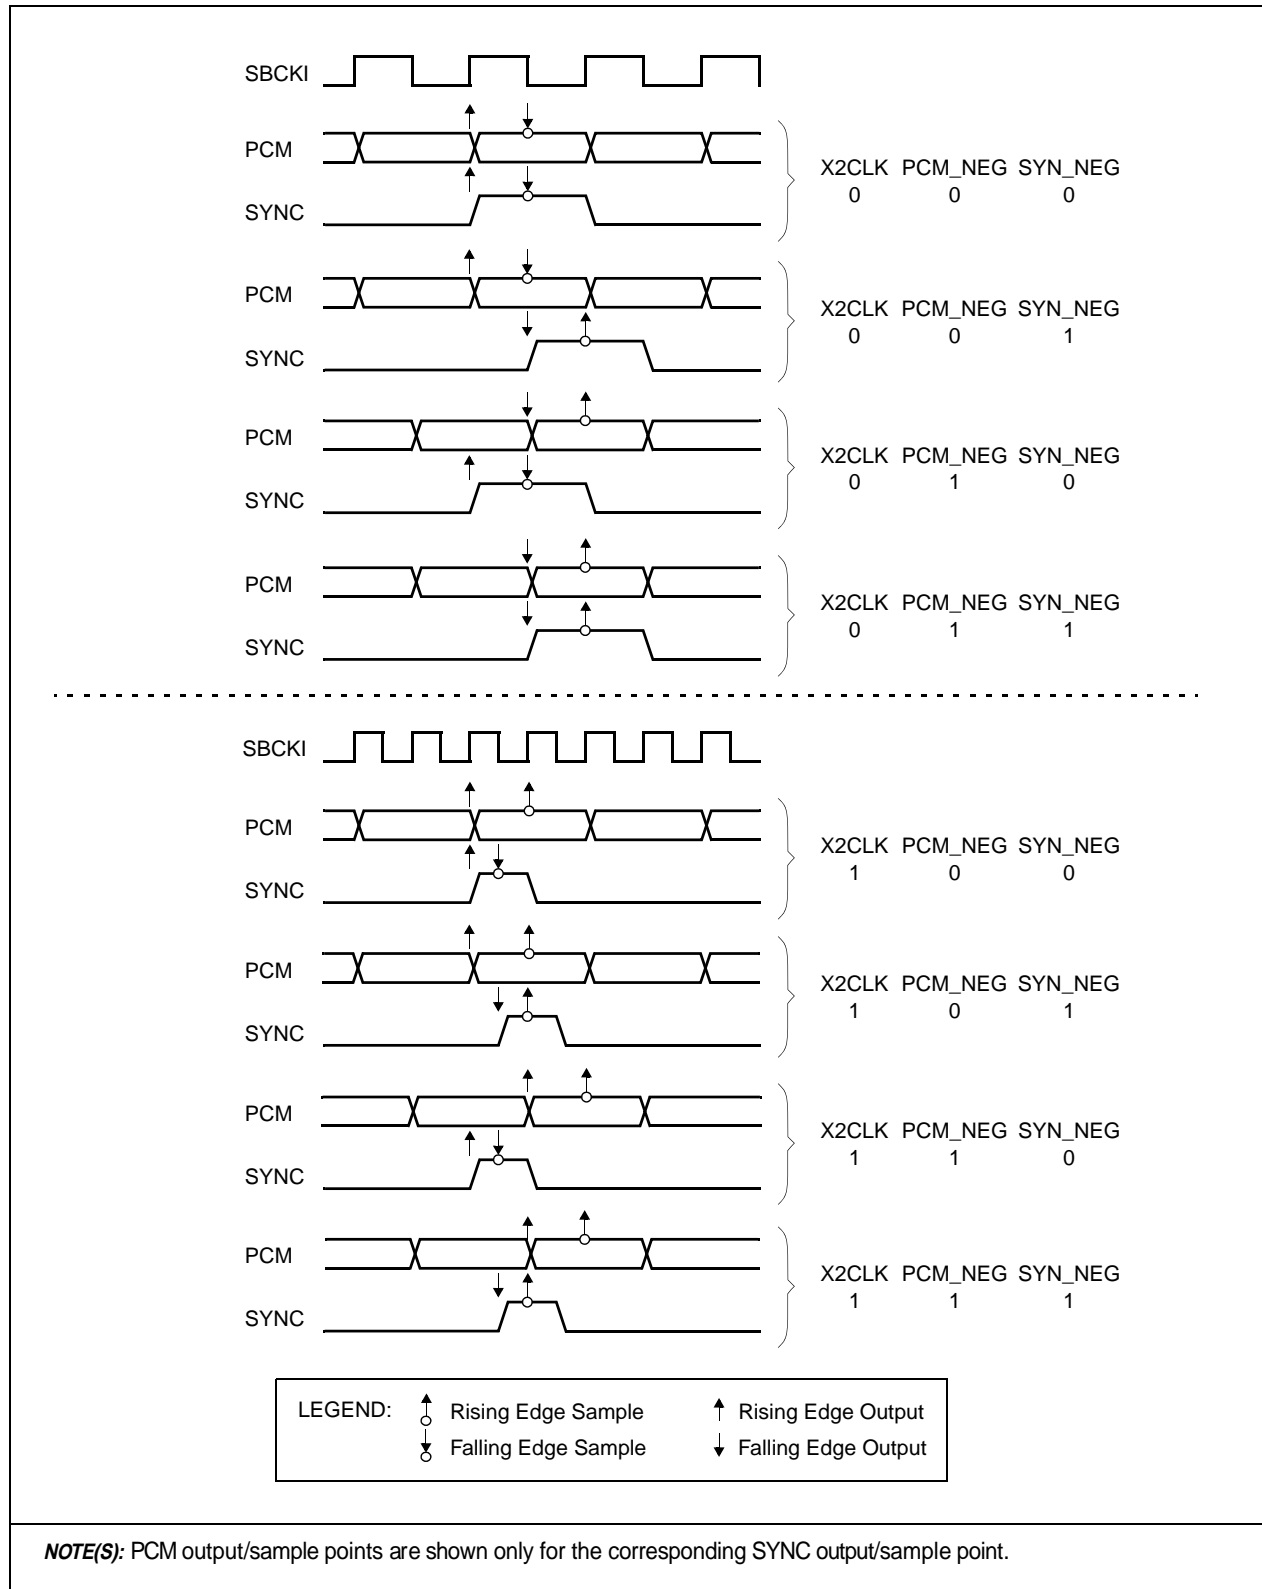 SBCKI
PCM
SYNC
X2CLK PCM_NEG SYN_NEG
0 0 0
PCM
SYNC
X2CLK PCM_NEG SYN_NEG
0 0 1
PCM
SYNC
X2CLK PCM_NEG SYN_NEG
0 1 0
PCM
SYNC
X2CLK PCM_NEG SYN_NEG
0 1 1
SBCKI
PCM
SYNC
X2CLK PCM_NEG SYN_NEG
1 0 0
PCM
SYNC
X2CLK PCM_NEG SYN_NEG
1 0 1
PCM
SYNC
X2CLK PCM_NEG SYN_NEG
1 1 0
PCM
SYNC
X2CLK PCM_NEG SYN_NEG
1 1 1
LEGEND: Rising Edge Sample Rising Edge Output
Falling Edge Sample Falling Edge Output
NOTE(S): PCM output/sample points are shown only for the corresponding SYNC output/sample point.